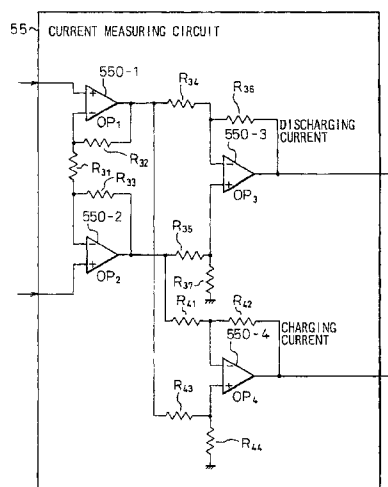 55 CURRENT MEASURING CIRCUIT
550-1
R34
R36
OP1
R32
DISCHARGING
CURRENT
550-3
R31
R33
550-2
OP3
R35
OP2
R37
R41
R42
CHARGING
CURRENT
550-4
R43
OP4
R44